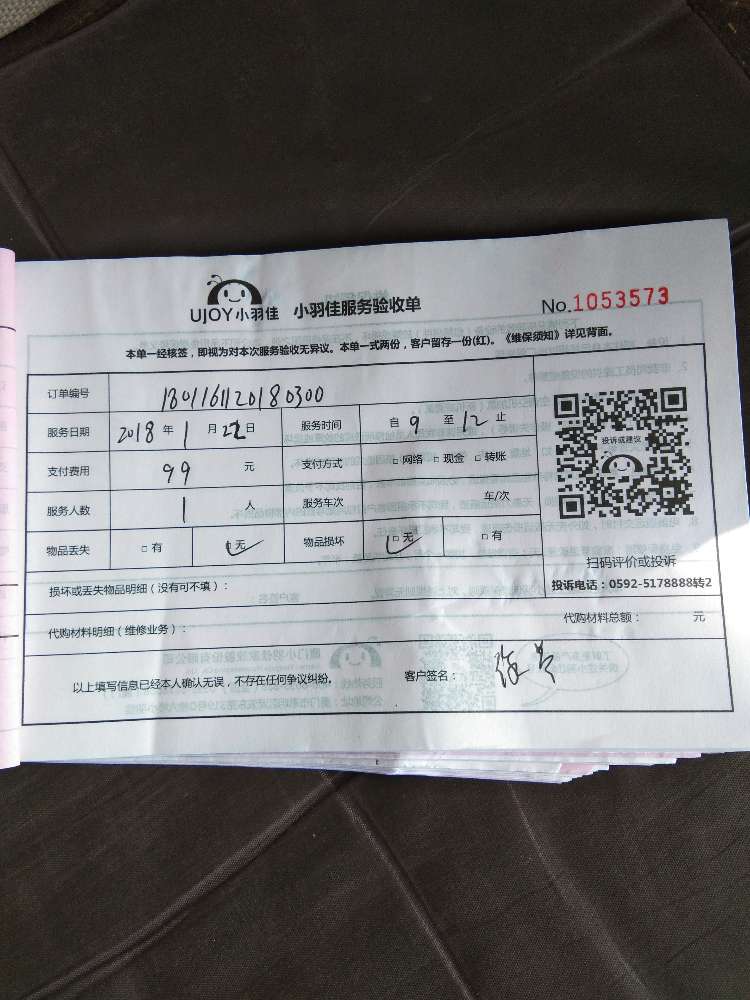 UJOY小羽佳 小羽佳服务验收单 No.1053573
本单一经核签，即视为对本次服务验收无异议。本单一式两份，客户留存一份(红)。《维保须知》详见背面。
订单编号 1801161120180300
服务日期 2018年1月22日 服务时间 自9至12止
支付费用 99 元 支付方式 □网络 □现金 □转账
服务人数 1 人 服务车次 车/次
物品丢失 □有 □无 物品损坏 □无 □有
投诉或建议
扫码评价或投诉
投诉电话：0592-5178888转2
损坏或丢失物品明细（没有可不填）：
代购材料明细（维修业务）： 代购材料总额： 元
以上填写信息已经本人确认无误，不存在任何争议纠纷。 客户签名： 徐